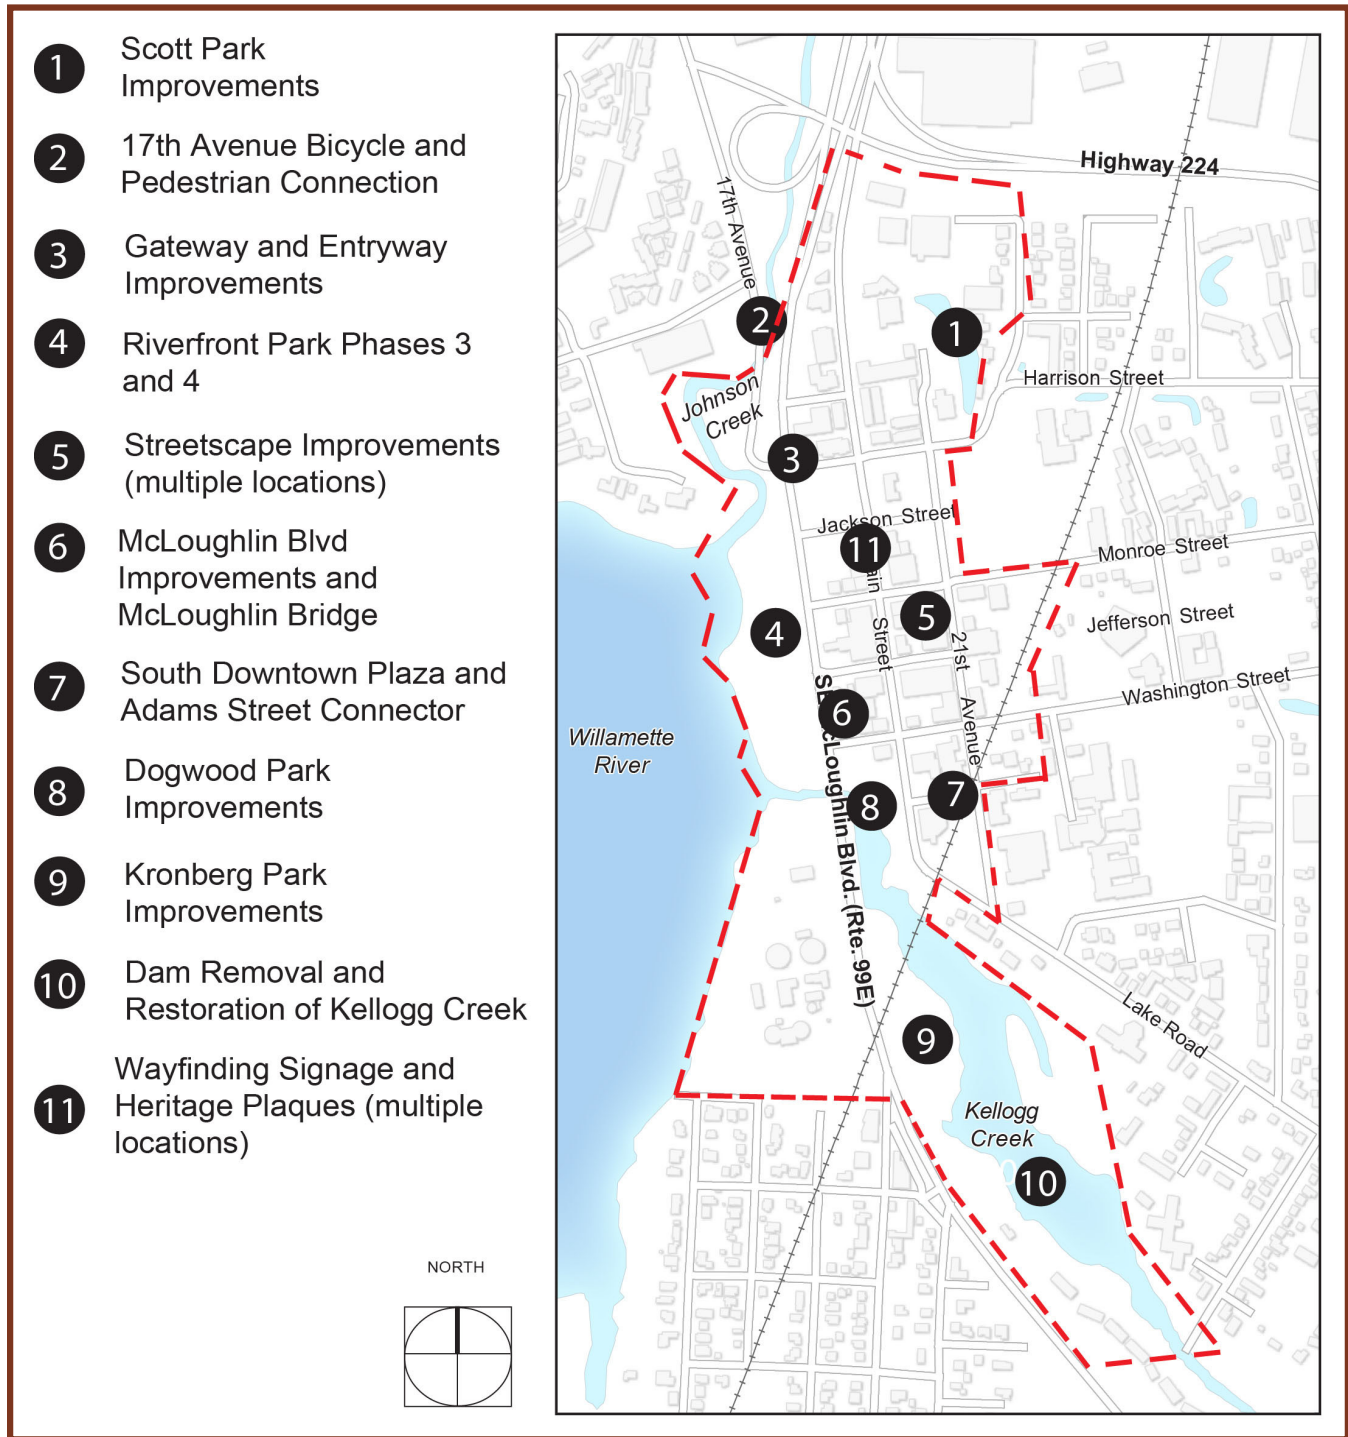 1
Scott Park
Improvements
2
17th Avenue Bicycle and
Pedestrian Connection
3
Gateway and Entryway
Improvements
4
Riverfront Park Phases 3
and 4
5
Streetscape Improvements
(multiple locations)
6
McLoughlin Blvd
Improvements and
McLoughlin Bridge
7
South Downtown Plaza and
Adams Street Connector
8
Dogwood Park
Improvements
9
Kronberg Park
Improvements
10
Dam Removal and
Restoration of Kellogg Creek
11
Wayfinding Signage and
Heritage Plaques (multiple
locations)
NORTH
Highway 224
17th Avenue
2
1
Harrison Street
Johnson
Creek
3
Jackson Street
11
Monroe Street
5
Jefferson Street
4
Street
21st
Avenue
Washington Street
6
Willamette
River
Blvd. (Rte. 99E)
7
8
Lake Road
9
Kellogg
Creek
10